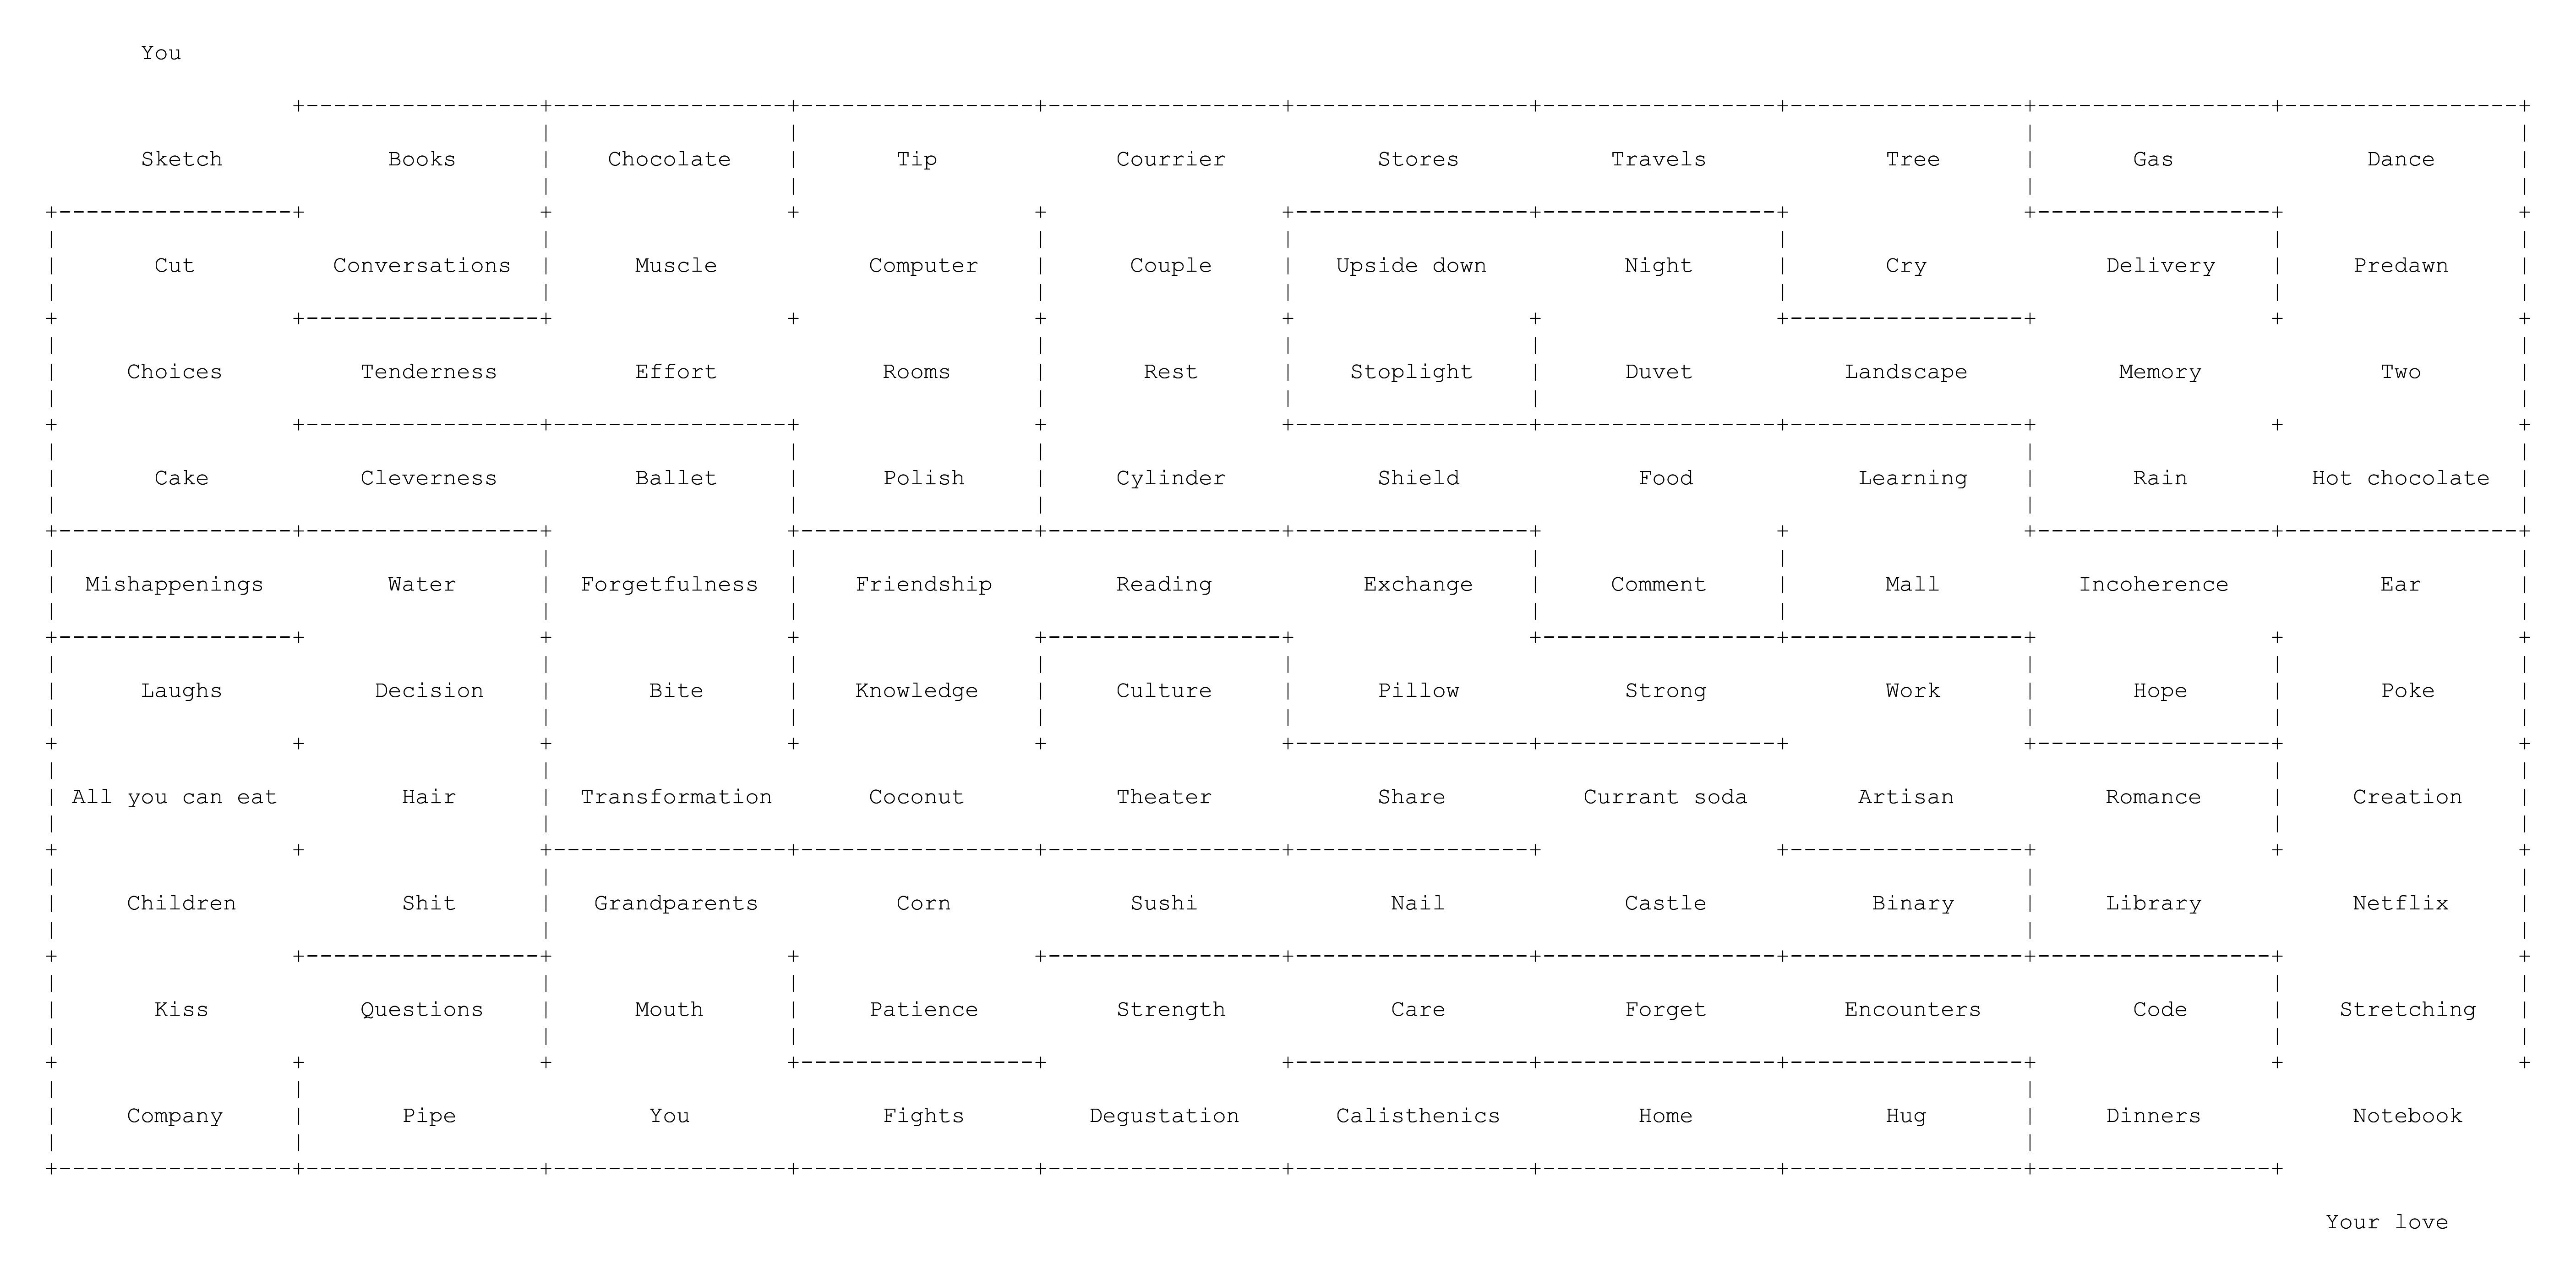 You
Sketch Books Chocolate Tip Courrier Stores Travels Tree Gas Dance
Cut Conversations Muscle Computer Couple Upside down Night Cry Delivery Predawn
Choices Tenderness Effort Rooms Rest Stoplight Duvet Landscape Memory Two
Cake Cleverness Ballet Polish Cylinder Shield Food Learning Rain Hot chocolate
Mishappenings Water Forgetfulness Friendship Reading Exchange Comment Mall Incoherence Ear
Laughs Decision Bite Knowledge Culture Pillow Strong Work Hope Poke
All you can eat Hair Transformation Coconut Theater Share Currant soda Artisan Romance Creation
Children Shit Grandparents Corn Sushi Nail Castle Binary Library Netflix
Kiss Questions Mouth Patience Strength Care Forget Encounters Code Stretching
Company Pipe You Fights Degustation Calisthenics Home Hug Dinners Notebook
Your love